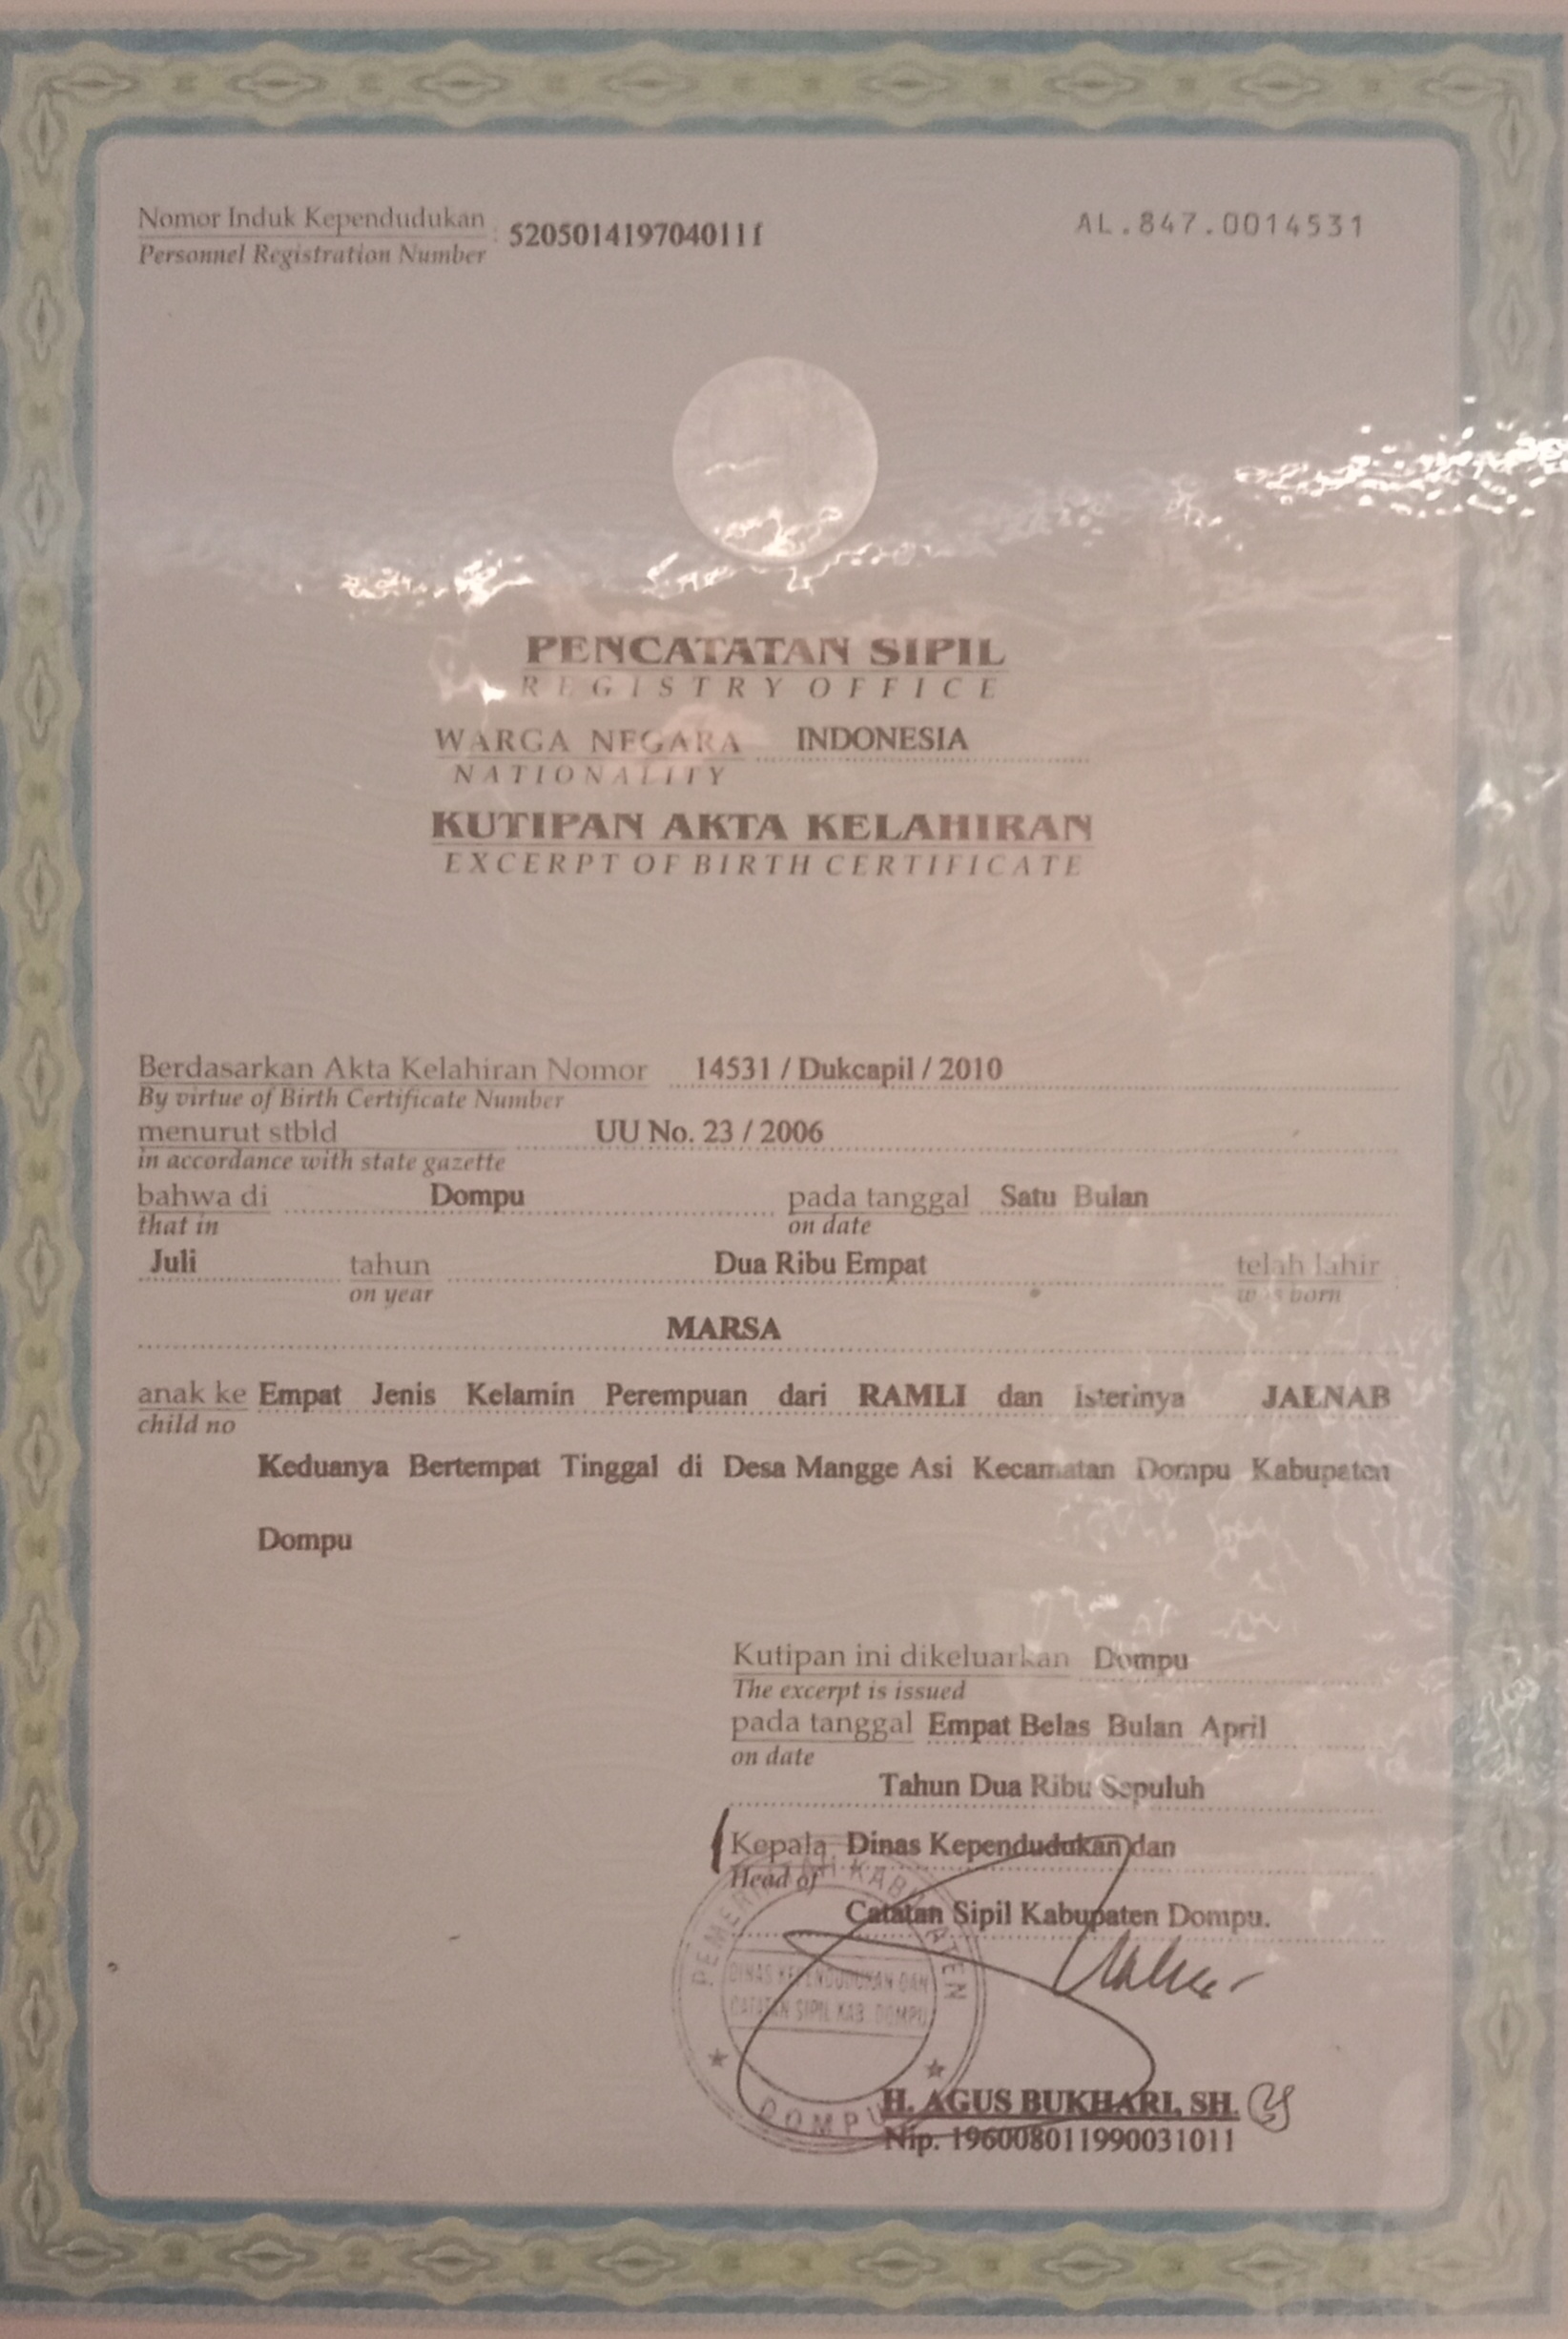 Nomor Induk Kependudukan : 520501419704011f AL.847.0014531
Personnel Registration Number
PENCATATAN SIPIL
REGISTRY OFFICE
WARGA NEGARA INDONESIA
NATIONALITY
KUTIPAN AKTA KELAHIRAN
EXCERPT OF BIRTH CERTIFICATE
Berdasarkan Akta Kelahiran Nomor 14531 / Dukcapil / 2010
By virtue of Birth Certificate Number
menurut stbld UU No. 23 / 2006
in accordance with state gazette
bahwa di Dompu pada tanggal Satu Bulan
that in on date
Juli tahun Dua Ribu Empat telah lahir
on year was born
MARSA
anak ke Empat Jenis Kelamin Perempuan dari RAMLI dan Isterinya JAENAB
child no
Keduanya Bertempat Tinggal di Desa Mangge Asi Kecamatan Dompu Kabupaten
Dompu
Kutipan ini dikeluarkan Dompu
The excerpt is issued
pada tanggal Empat Belas Bulan April
on date
Tahun Dua Ribu Sepuluh
Kepala Dinas Kependudukan dan
Head of
Catatan Sipil Kabupaten Dompu.
PEMERINTAH KABUPATEN
DINAS KEPENDUDUKAN DAN
CATATAN SIPIL KAB. DOMPU
DOMPU
H. AGUS BUKHARI, SH.
Nip. 196008011990031011